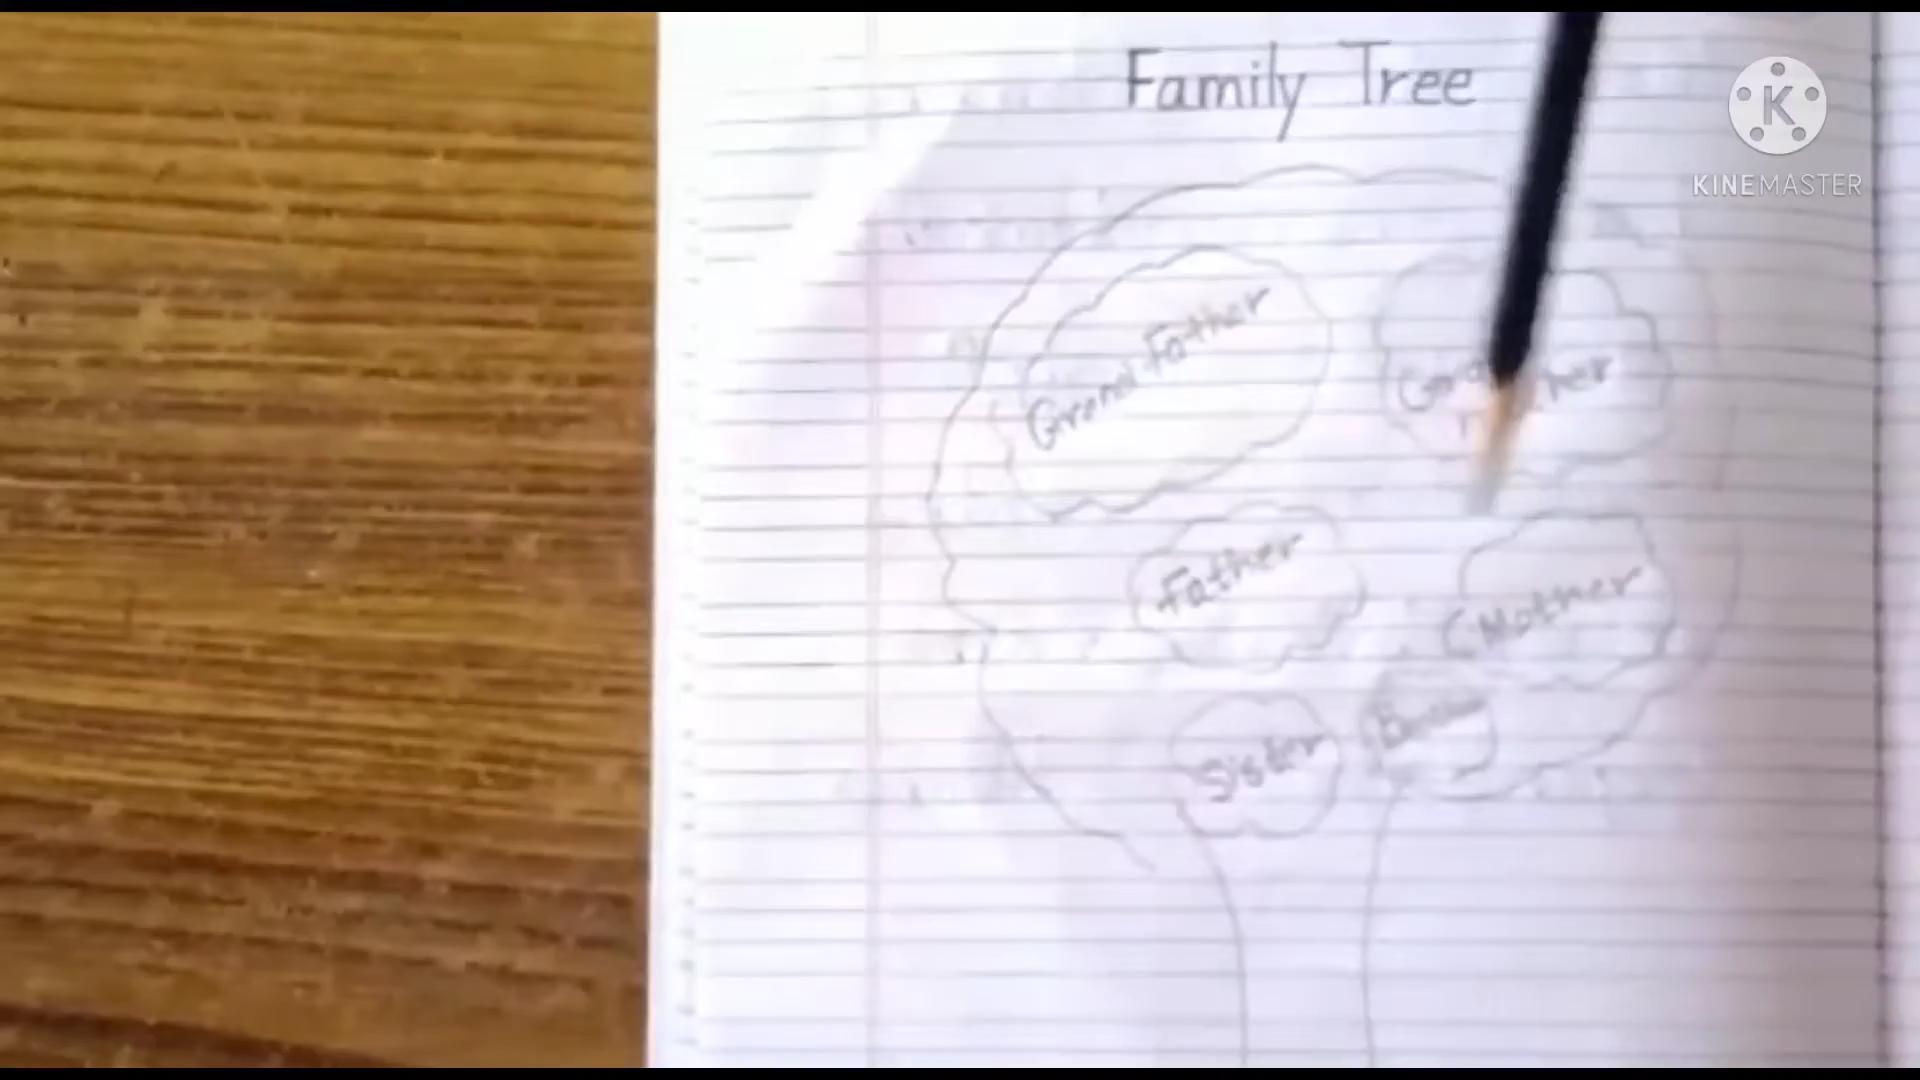 Family Tree
KINEMASTER
Grand Father
Father
Mother
Sister